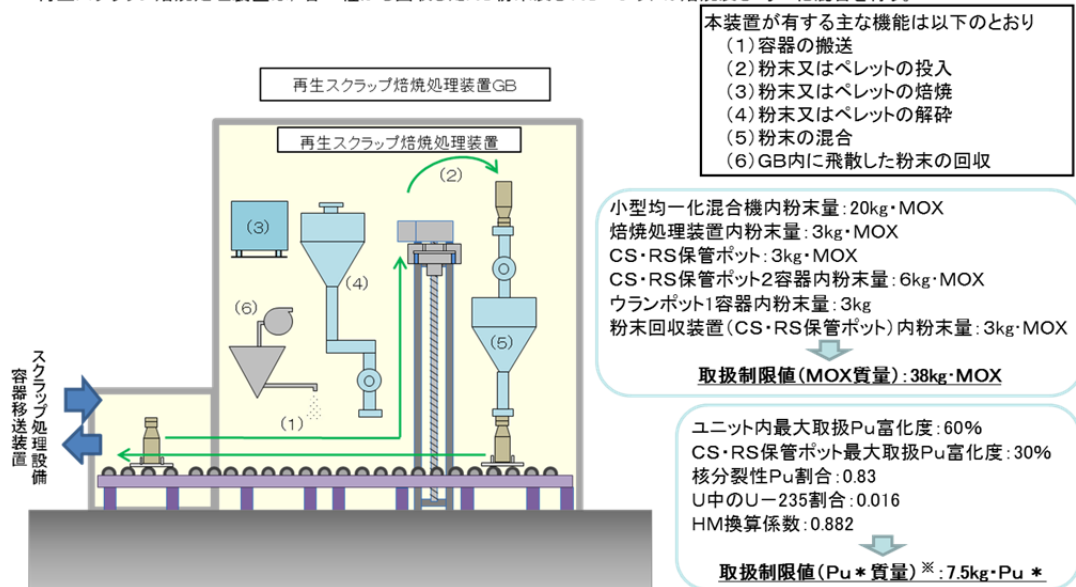 本装置が有する主な機能は以下のとおり
(1)容器の搬送
(2)粉末又はペレットの投入
(3)粉末又はペレットの焙焼
(4)粉末又はペレットの解砕
(5)粉末の混合
(6)GB内に飛散した粉末の回収
再生スクラップ焙焼処理装置GB
再生スクラップ焙焼処理装置
(2)
(3)
(4)
(6)
(5)
(1)
スクラップ処理設備
容器移送装置
小型均一化混合機内粉末量:20kg・MOX
焙焼処理装置内粉末量:3kg・MOX
CS・RS保管ポット:3kg・MOX
CS・RS保管ポット2容器内粉末量:6kg・MOX
ウランポット1容器内粉末量:3kg
粉末回収装置(CS・RS保管ポット)内粉末量:3kg・MOX
取扱制限値(MOX質量):38kg・MOX
ユニット内最大取扱Pu富化度:60%
CS・RS保管ポット最大取扱Pu富化度:30%
核分裂性Pu割合:0.83
U中のU-235割合:0.016
HM換算係数:0.882
取扱制限値(Pu*質量)※:7.5kg・Pu*